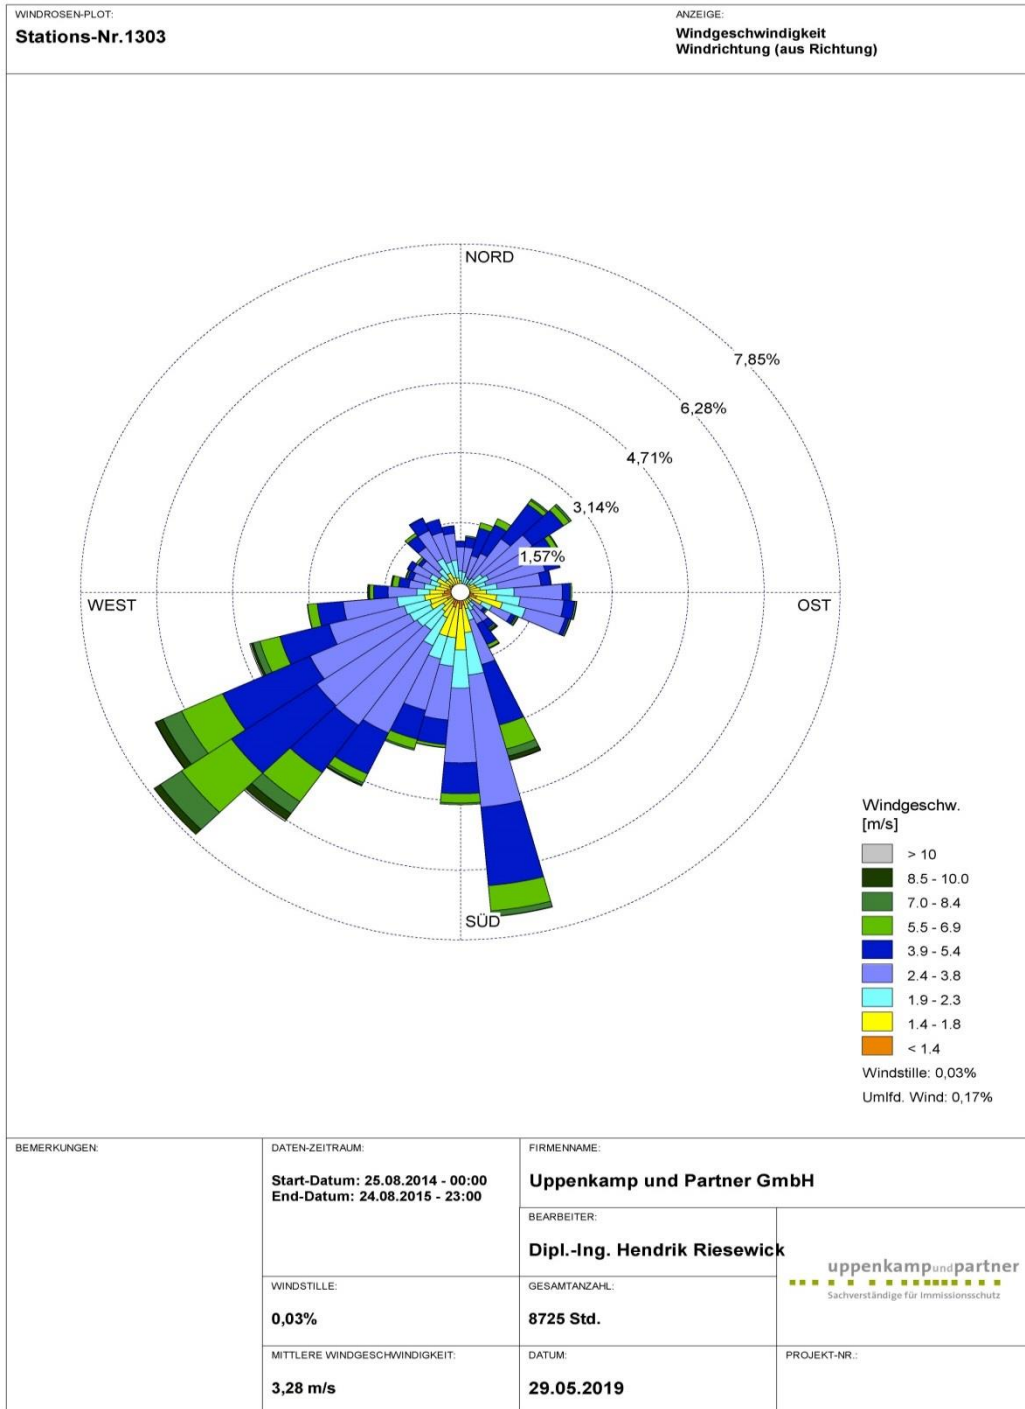 WINDROSEN-PLOT:
Stations-Nr.1303
ANZEIGE:
Windgeschwindigkeit
Windrichtung (aus Richtung)
NORD
7,85%
6,28%
4,71%
3,14%
1,57%
WEST
OST
SÜD
Windgeschw.
[m/s]
> 10
8.5 - 10.0
7.0 - 8.4
5.5 - 6.9
3.9 - 5.4
2.4 - 3.8
1.9 - 2.3
1.4 - 1.8
< 1.4
Windstille: 0,03%
Umlfd. Wind: 0,17%
BEMERKUNGEN:
DATEN-ZEITRAUM:
Start-Datum: 25.08.2014 - 00:00
End-Datum: 24.08.2015 - 23:00
FIRMENNAME:
Uppenkamp und Partner GmbH
BEARBEITER:
Dipl.-Ing. Hendrik Riesewick
uppenkampundpartner
Sachverständige für Immissionsschutz
WINDSTILLE:
0,03%
GESAMTANZAHL:
8725 Std.
MITTLERE WINDGESCHWINDIGKEIT:
3,28 m/s
DATUM:
29.05.2019
PROJEKT-NR.: